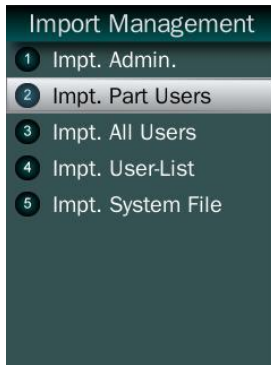 Import Management
1 Impt. Admin.
2 Impt. Part Users
3 Impt. All Users
4 Impt. User-List
5 Impt. System File